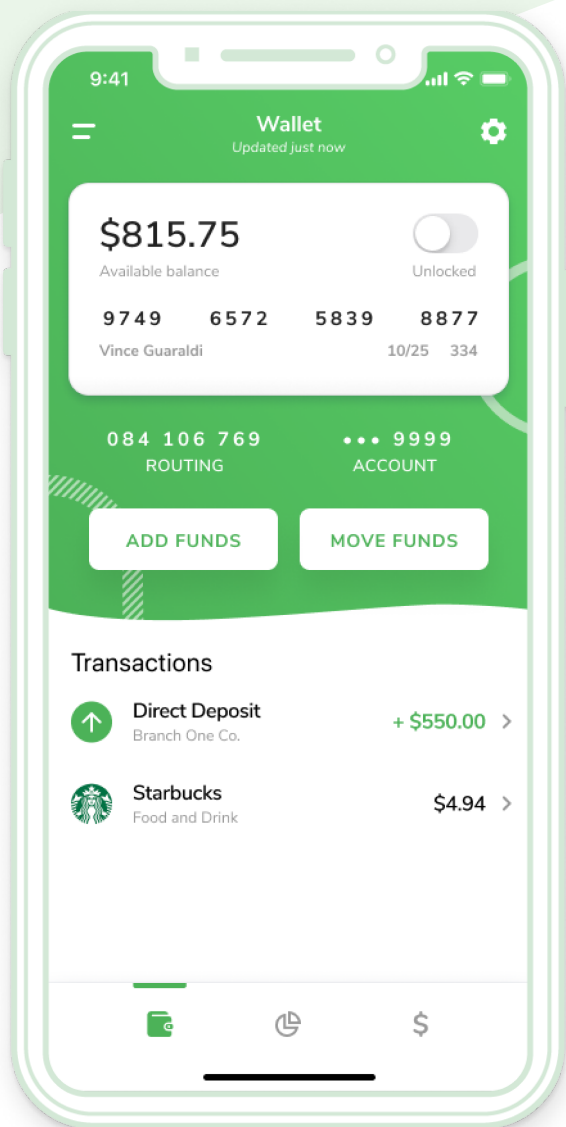 9:41
Wallet
Updated just now
$815.75
Available balance
Unlocked
9749 6572 5839 8877
Vince Guaraldi 10/25 334
084 106 769 ••• 9999
ROUTING ACCOUNT
ADD FUNDS MOVE FUNDS
Transactions
Direct Deposit
+ $550.00
Branch One Co.
Starbucks
$4.94
Food and Drink
$